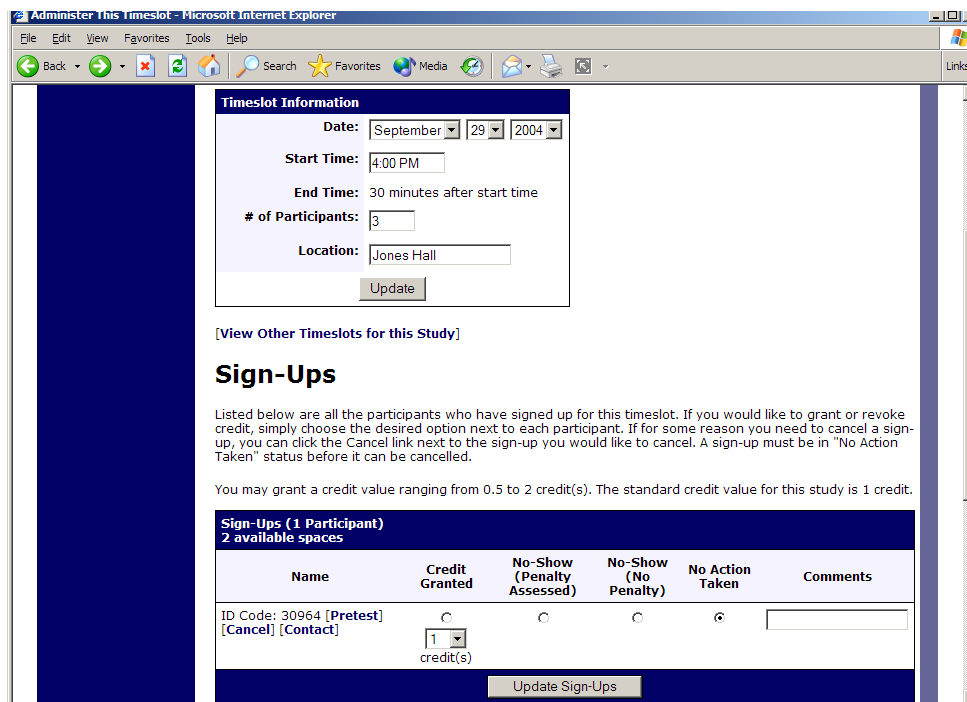 Administer This Timeslot - Microsoft Internet Explorer
File Edit View Favorites Tools Help
Back Search Favorites Media Links
Timeslot Information
Date: September 29 2004
Start Time: 4:00 PM
End Time: 30 minutes after start time
# of Participants: 3
Location: Jones Hall
Update
[View Other Timeslots for this Study]
Sign-Ups
Listed below are all the participants who have signed up for this timeslot. If you would like to grant or revoke
credit, simply choose the desired option next to each participant. If for some reason you need to cancel a sign-
up, you can click the Cancel link next to the sign-up you would like to cancel. A sign-up must be in "No Action
Taken" status before it can be cancelled.
You may grant a credit value ranging from 0.5 to 2 credit(s). The standard credit value for this study is 1 credit.
Sign-Ups (1 Participant)
2 available spaces
Name
Credit
Granted
No-Show
(Penalty
Assessed)
No-Show
(No
Penalty)
No Action
Taken
Comments
ID Code: 30964 [Pretest]
[Cancel] [Contact]
1
credit(s)
Update Sign-Ups